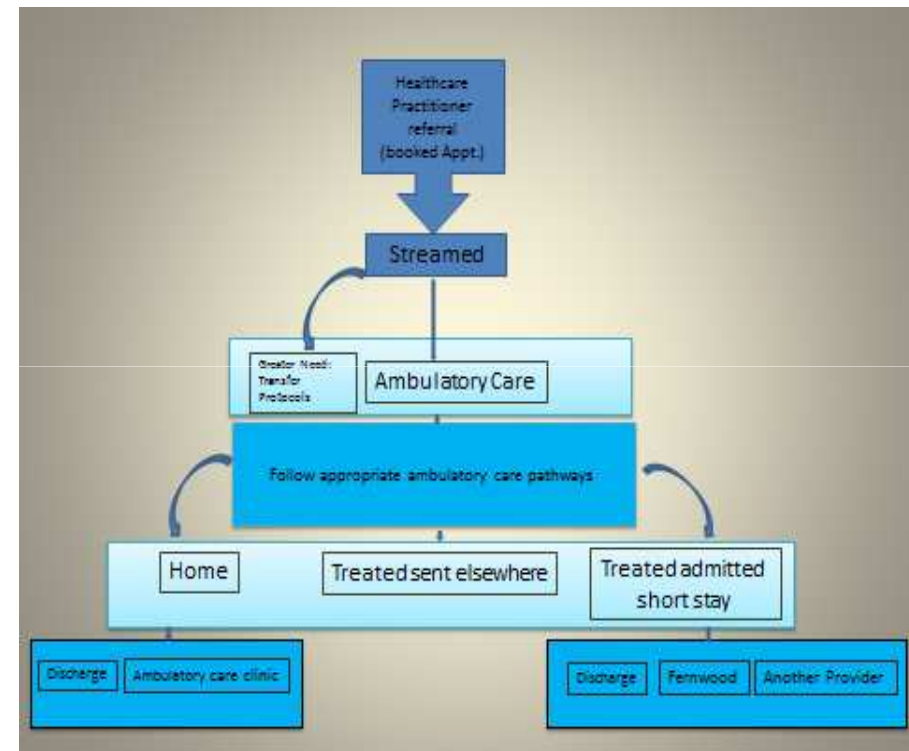 Healthcare
Practitioner
referral
(booked Appt.)
Streamed
Greater Need:
Transfer
Protocols
Ambulatory Care
Follow appropriate ambulatory care pathways
Home
Treated sent elsewhere
Treated admitted
short stay
Discharge
Ambulatory care clinic
Discharge
Fernwood
Another Provider